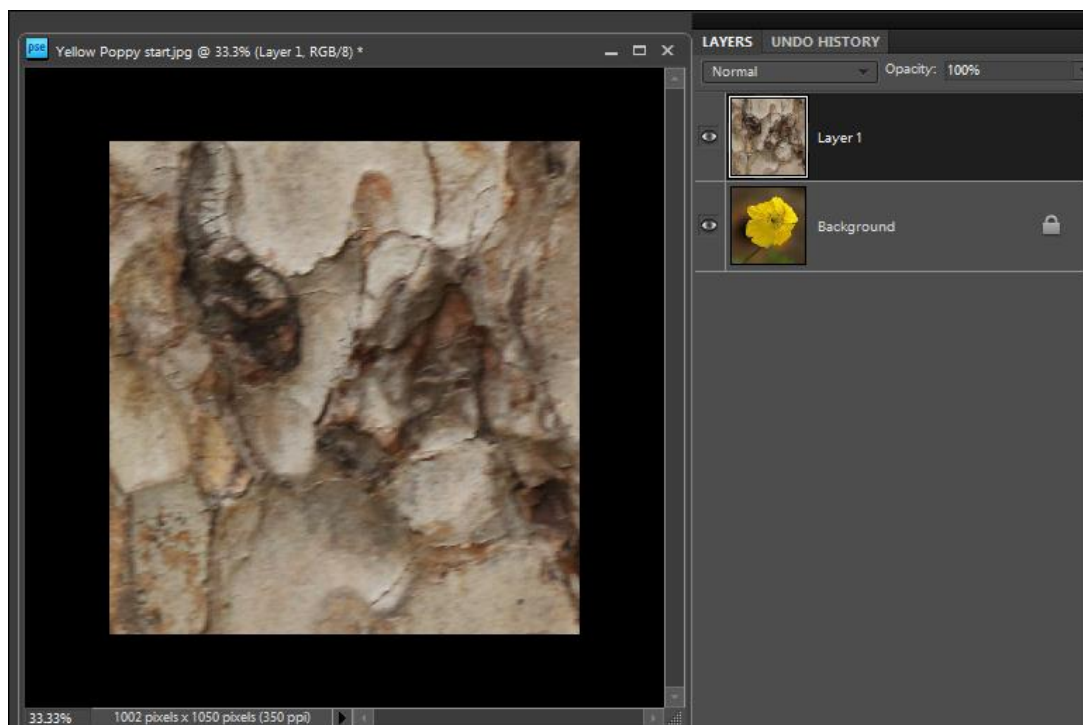 pse Yellow Poppy start.jpg @ 33.3% (Layer 1, RGB/8) *
LAYERS UNDO HISTORY
Normal Opacity: 100%
Layer 1
Background
33.33% 1002 pixels x 1050 pixels (350 ppi)